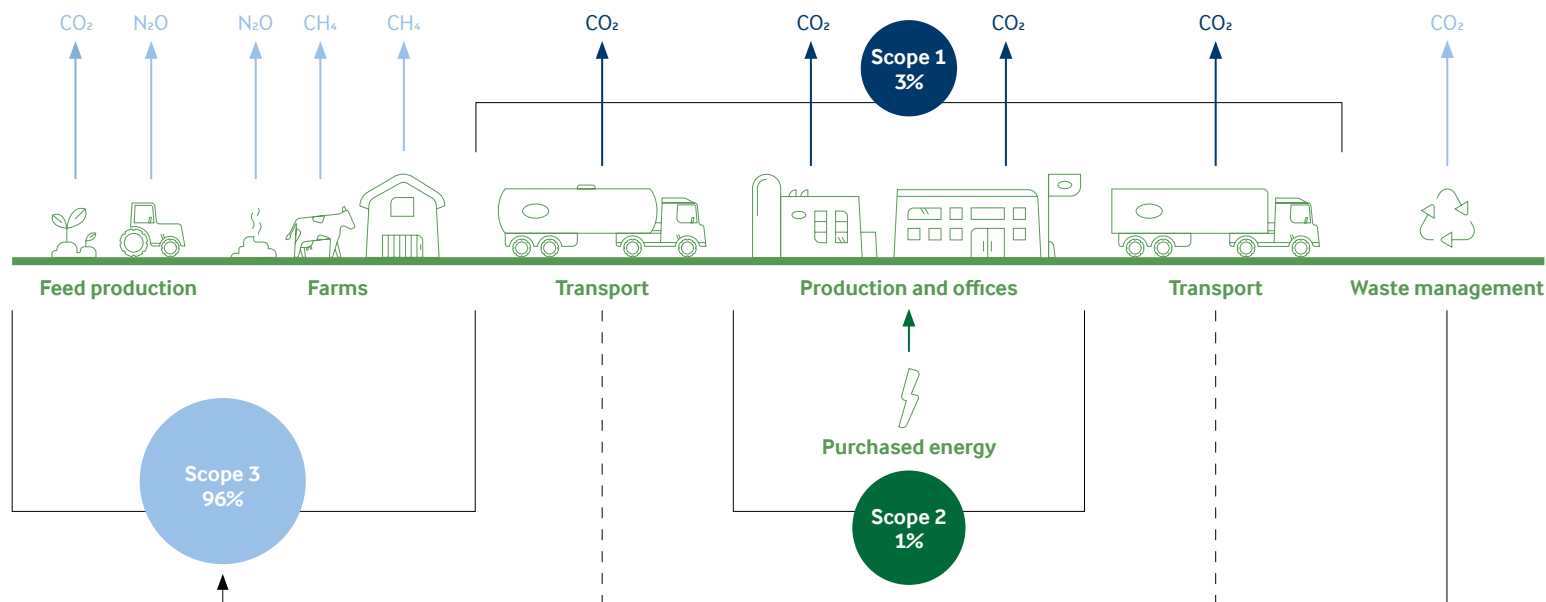 CO₂
N₂O
N₂O
CH₄
CH₄
CO₂
CO₂
CO₂
CO₂
CO₂
Scope 1
3%
Feed production
Farms
Transport
Production and offices
Transport
Waste management
Purchased energy
Scope 3
96%
Scope 2
1%